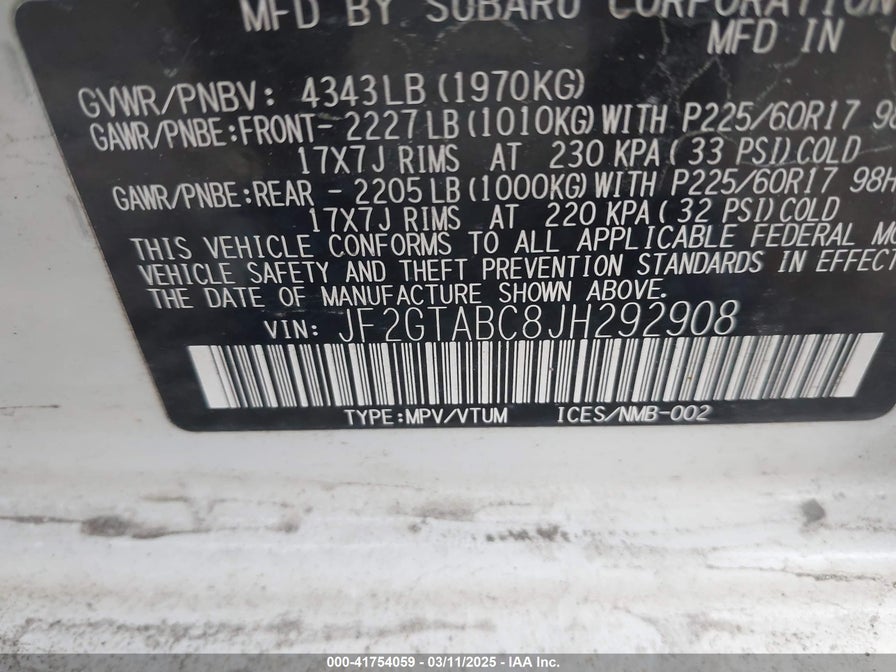 MFD BY SUBARU CORPORATION
MFD IN
GVWR/PNBV: 4343LB(1970KG)
GAWR/PNBE:FRONT-2227LB(1010KG)WITH P225/60R17 98
17X7J RIMS AT 230 KPA(33 PSI)COLD
GAWR/PNBE:REAR -2205LB(1000KG)WITH P225/60R17 98H
17X7J RIMS AT 220 KPA(32 PSI)COLD
THIS VEHICLE CONFORMS TO ALL APPLICABLE FEDERAL MO
VEHICLE SAFETY AND THEFT PREVENTION STANDARDS IN EFFECT
THE DATE OF MANUFACTURE SHOWN ABOVE.
VIN: JF2GTABC8JH292908
TYPE:MPV/VTUM ICES/NMB-002
000-41754059 - 03/11/2025 - IAA Inc.